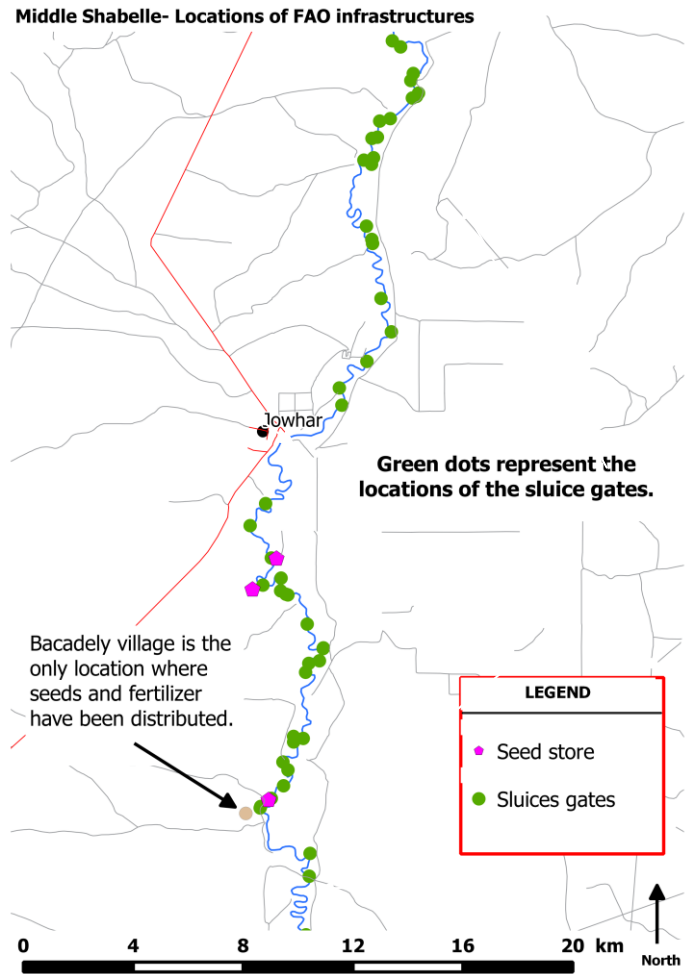 Middle Shabelle- Locations of FAO infrastructures
Jowhar
Green dots represent the
locations of the sluice gates.
Bacadely village is the
only location where
seeds and fertilizer
have been distributed.
LEGEND
Seed store
Sluices gates
0 4 8 12 16 20 km
North